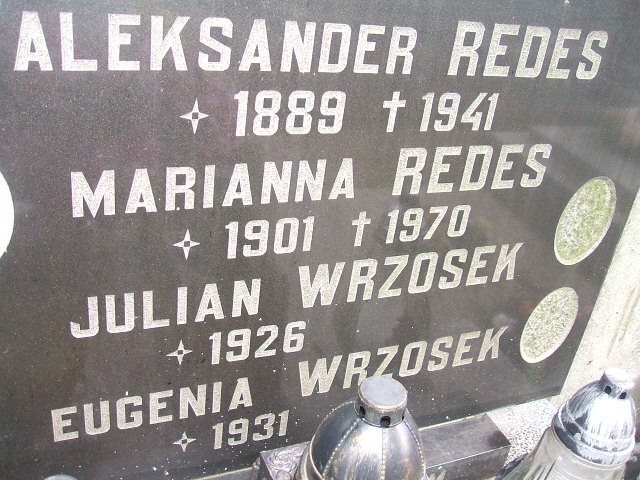 ALEKSANDER REDES
✧ 1889 † 1941
MARIANNA REDES
✧ 1901 † 1970
JULIAN WRZOSEK
✧ 1926
EUGENIA WRZOSEK
✧ 1931